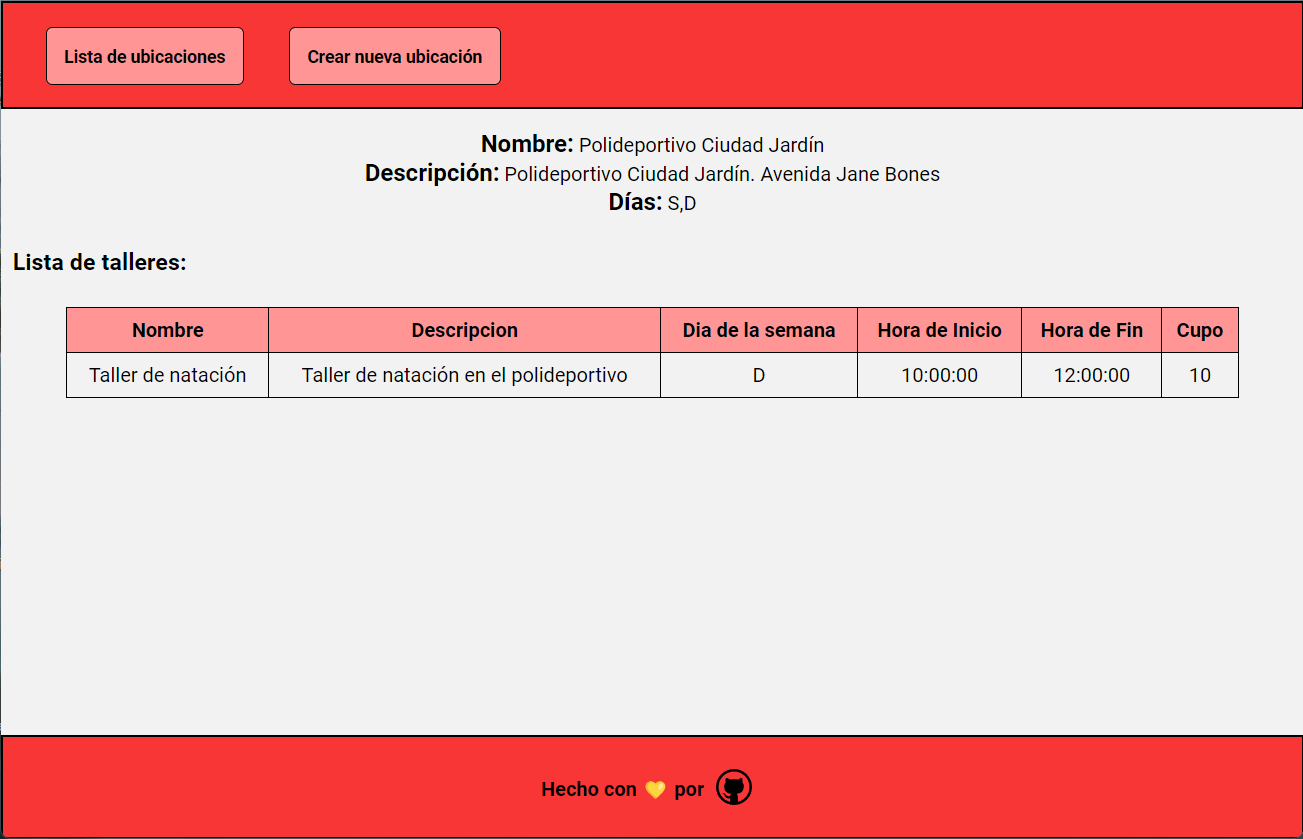 Lista de ubicaciones
Crear nueva ubicación
Nombre: Polideportivo Ciudad Jardín
Descripción: Polideportivo Ciudad Jardín. Avenida Jane Bones
Días: S,D
Lista de talleres:
Nombre Descripcion Dia de la semana Hora de Inicio Hora de Fin Cupo
Taller de natación Taller de natación en el polideportivo D 10:00:00 12:00:00 10
Hecho con 💛 por